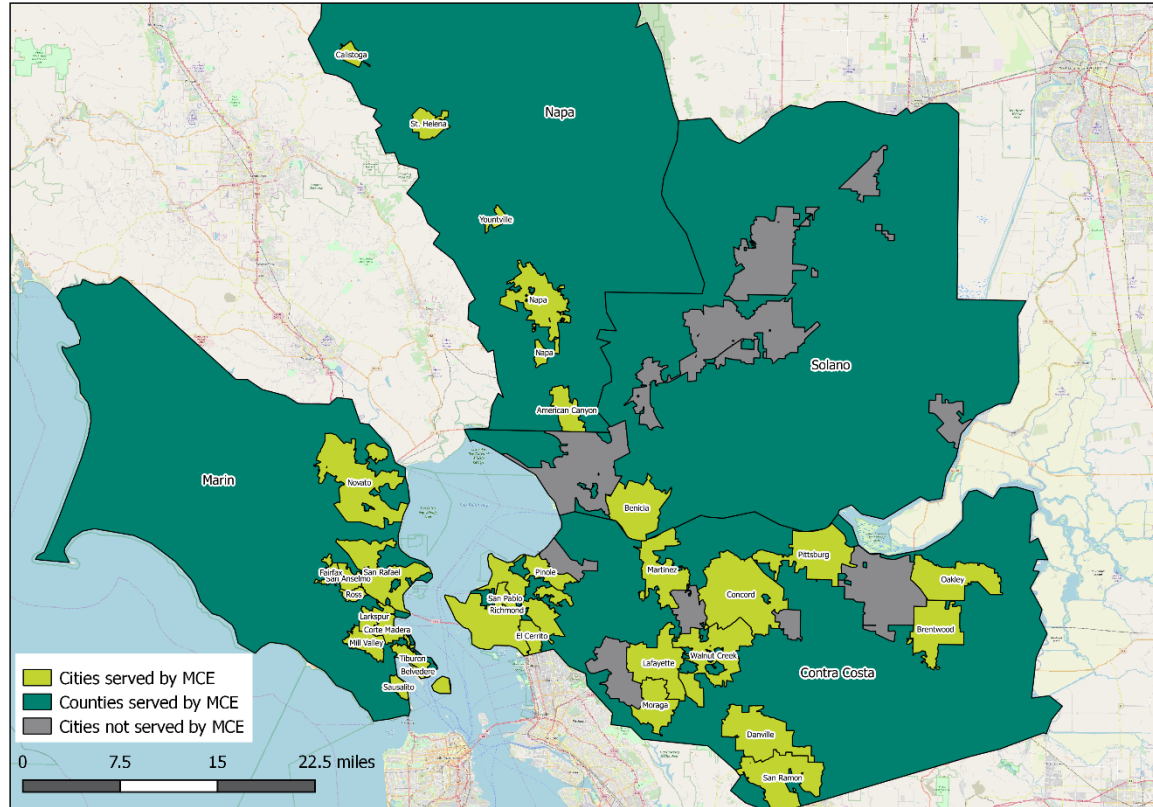 Calistoga
Napa
St. Helena
Yountville
Napa
Napa
Solano
American Canyon
Marin
Novato
Benicia
Pittsburg
Fairfax
San Rafael
San Anselmo
Ross
Pinole
Martinez
Oakley
San Pablo
Richmond
Concord
Larkspur
Corte Madera
Mill Valley
El Cerrito
Brentwood
Tiburon
Belvedere
Lafayette
Walnut Creek
Contra Costa
Sausalito
Moraga
Danville
San Ramon
Cities served by MCE
Counties served by MCE
Cities not served by MCE
0 7.5 15 22.5 miles